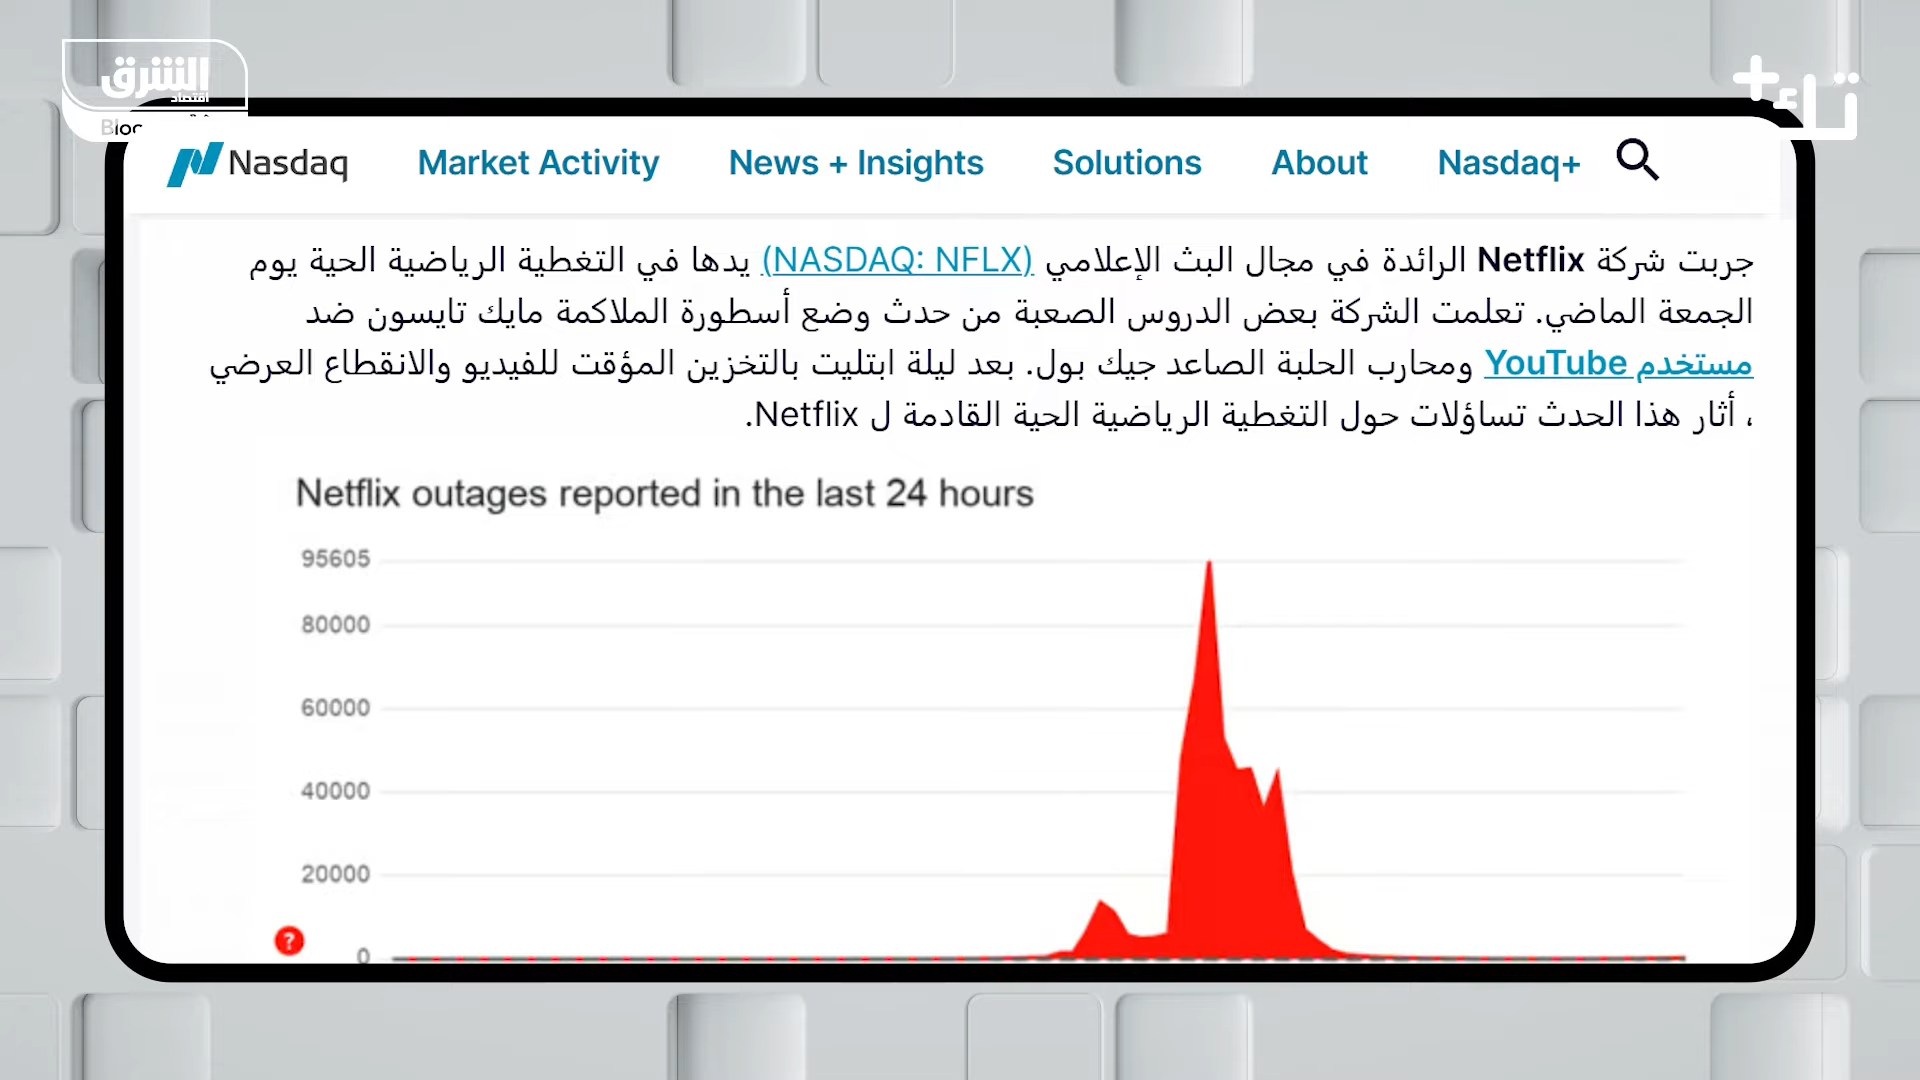 الشرق
اقتصاد
تاء+
Nasdaq Market Activity News + Insights Solutions About Nasdaq+
جربت شركة Netflix الرائدة في مجال البث الإعلامي (NASDAQ: NFLX) يدها في التغطية الرياضية الحية يوم
الجمعة الماضي. تعلمت الشركة بعض الدروس الصعبة من حدث وضع أسطورة الملاكمة مايك تايسون ضد
مستخدم YouTube ومحارب الحلبة الصاعد جيك بول. بعد ليلة ابتليت بالتخزين المؤقت للفيديو والانقطاع العرضي
، أثار هذا الحدث تساؤلات حول التغطية الرياضية الحية القادمة ل Netflix.
Netflix outages reported in the last 24 hours
95605
80000
60000
40000
20000
?
0